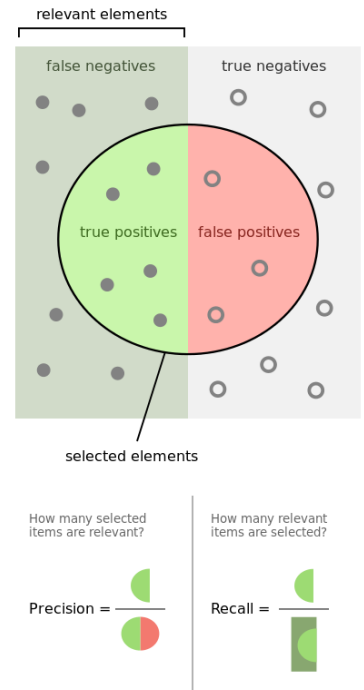 relevant elements
false negatives
true negatives
true positives
false positives
selected elements
How many selected
items are relevant?
How many relevant
items are selected?
Precision =
Recall =